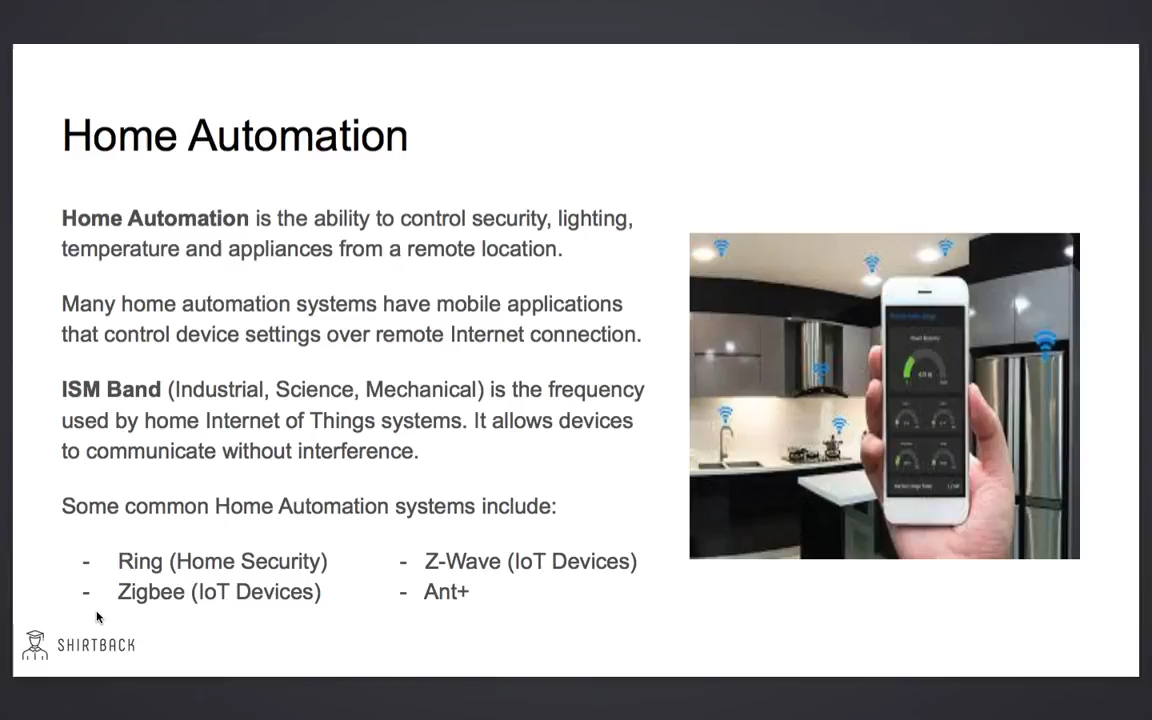 Home Automation
Home Automation is the ability to control security, lighting,
temperature and appliances from a remote location.
Many home automation systems have mobile applications
that control device settings over remote Internet connection.
ISM Band (Industrial, Science, Mechanical) is the frequency
used by home Internet of Things systems. It allows devices
to communicate without interference.
Some common Home Automation systems include:
- Ring (Home Security)
- Z-Wave (IoT Devices)
- Zigbee (IoT Devices)
- Ant+
SHIRTBACK